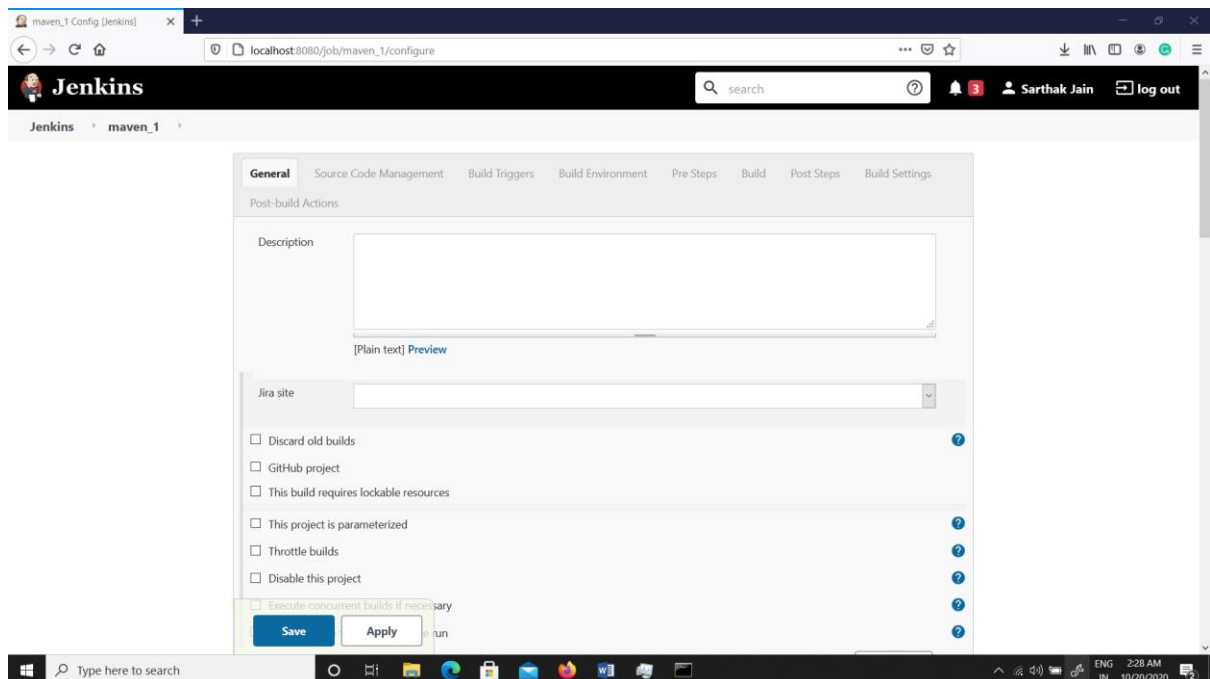 maven_1 Config [Jenkins]
localhost:8080/job/maven_1/configure
Jenkins
search
3
Sarthak Jain
log out
Jenkins
maven_1
General
Source Code Management
Build Triggers
Build Environment
Pre Steps
Build
Post Steps
Build Settings
Post-build Actions
Description
[Plain text] Preview
Jira site
Discard old builds
GitHub project
This build requires lockable resources
This project is parameterized
Throttle builds
Disable this project
Execute concurrent builds if necessary
run
Save
Apply
Type here to search
ENG
IN
2:28 AM
10/20/2020